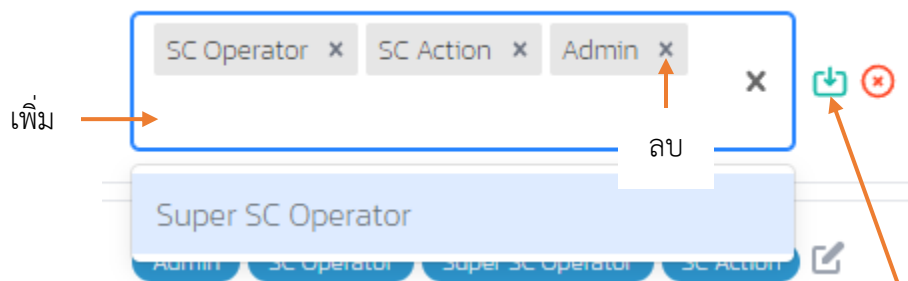 SC Operator × SC Action × Admin ×
เพิ่ม
ลบ
Super SC Operator
Admin SC Operator Super SC Operator SC Action